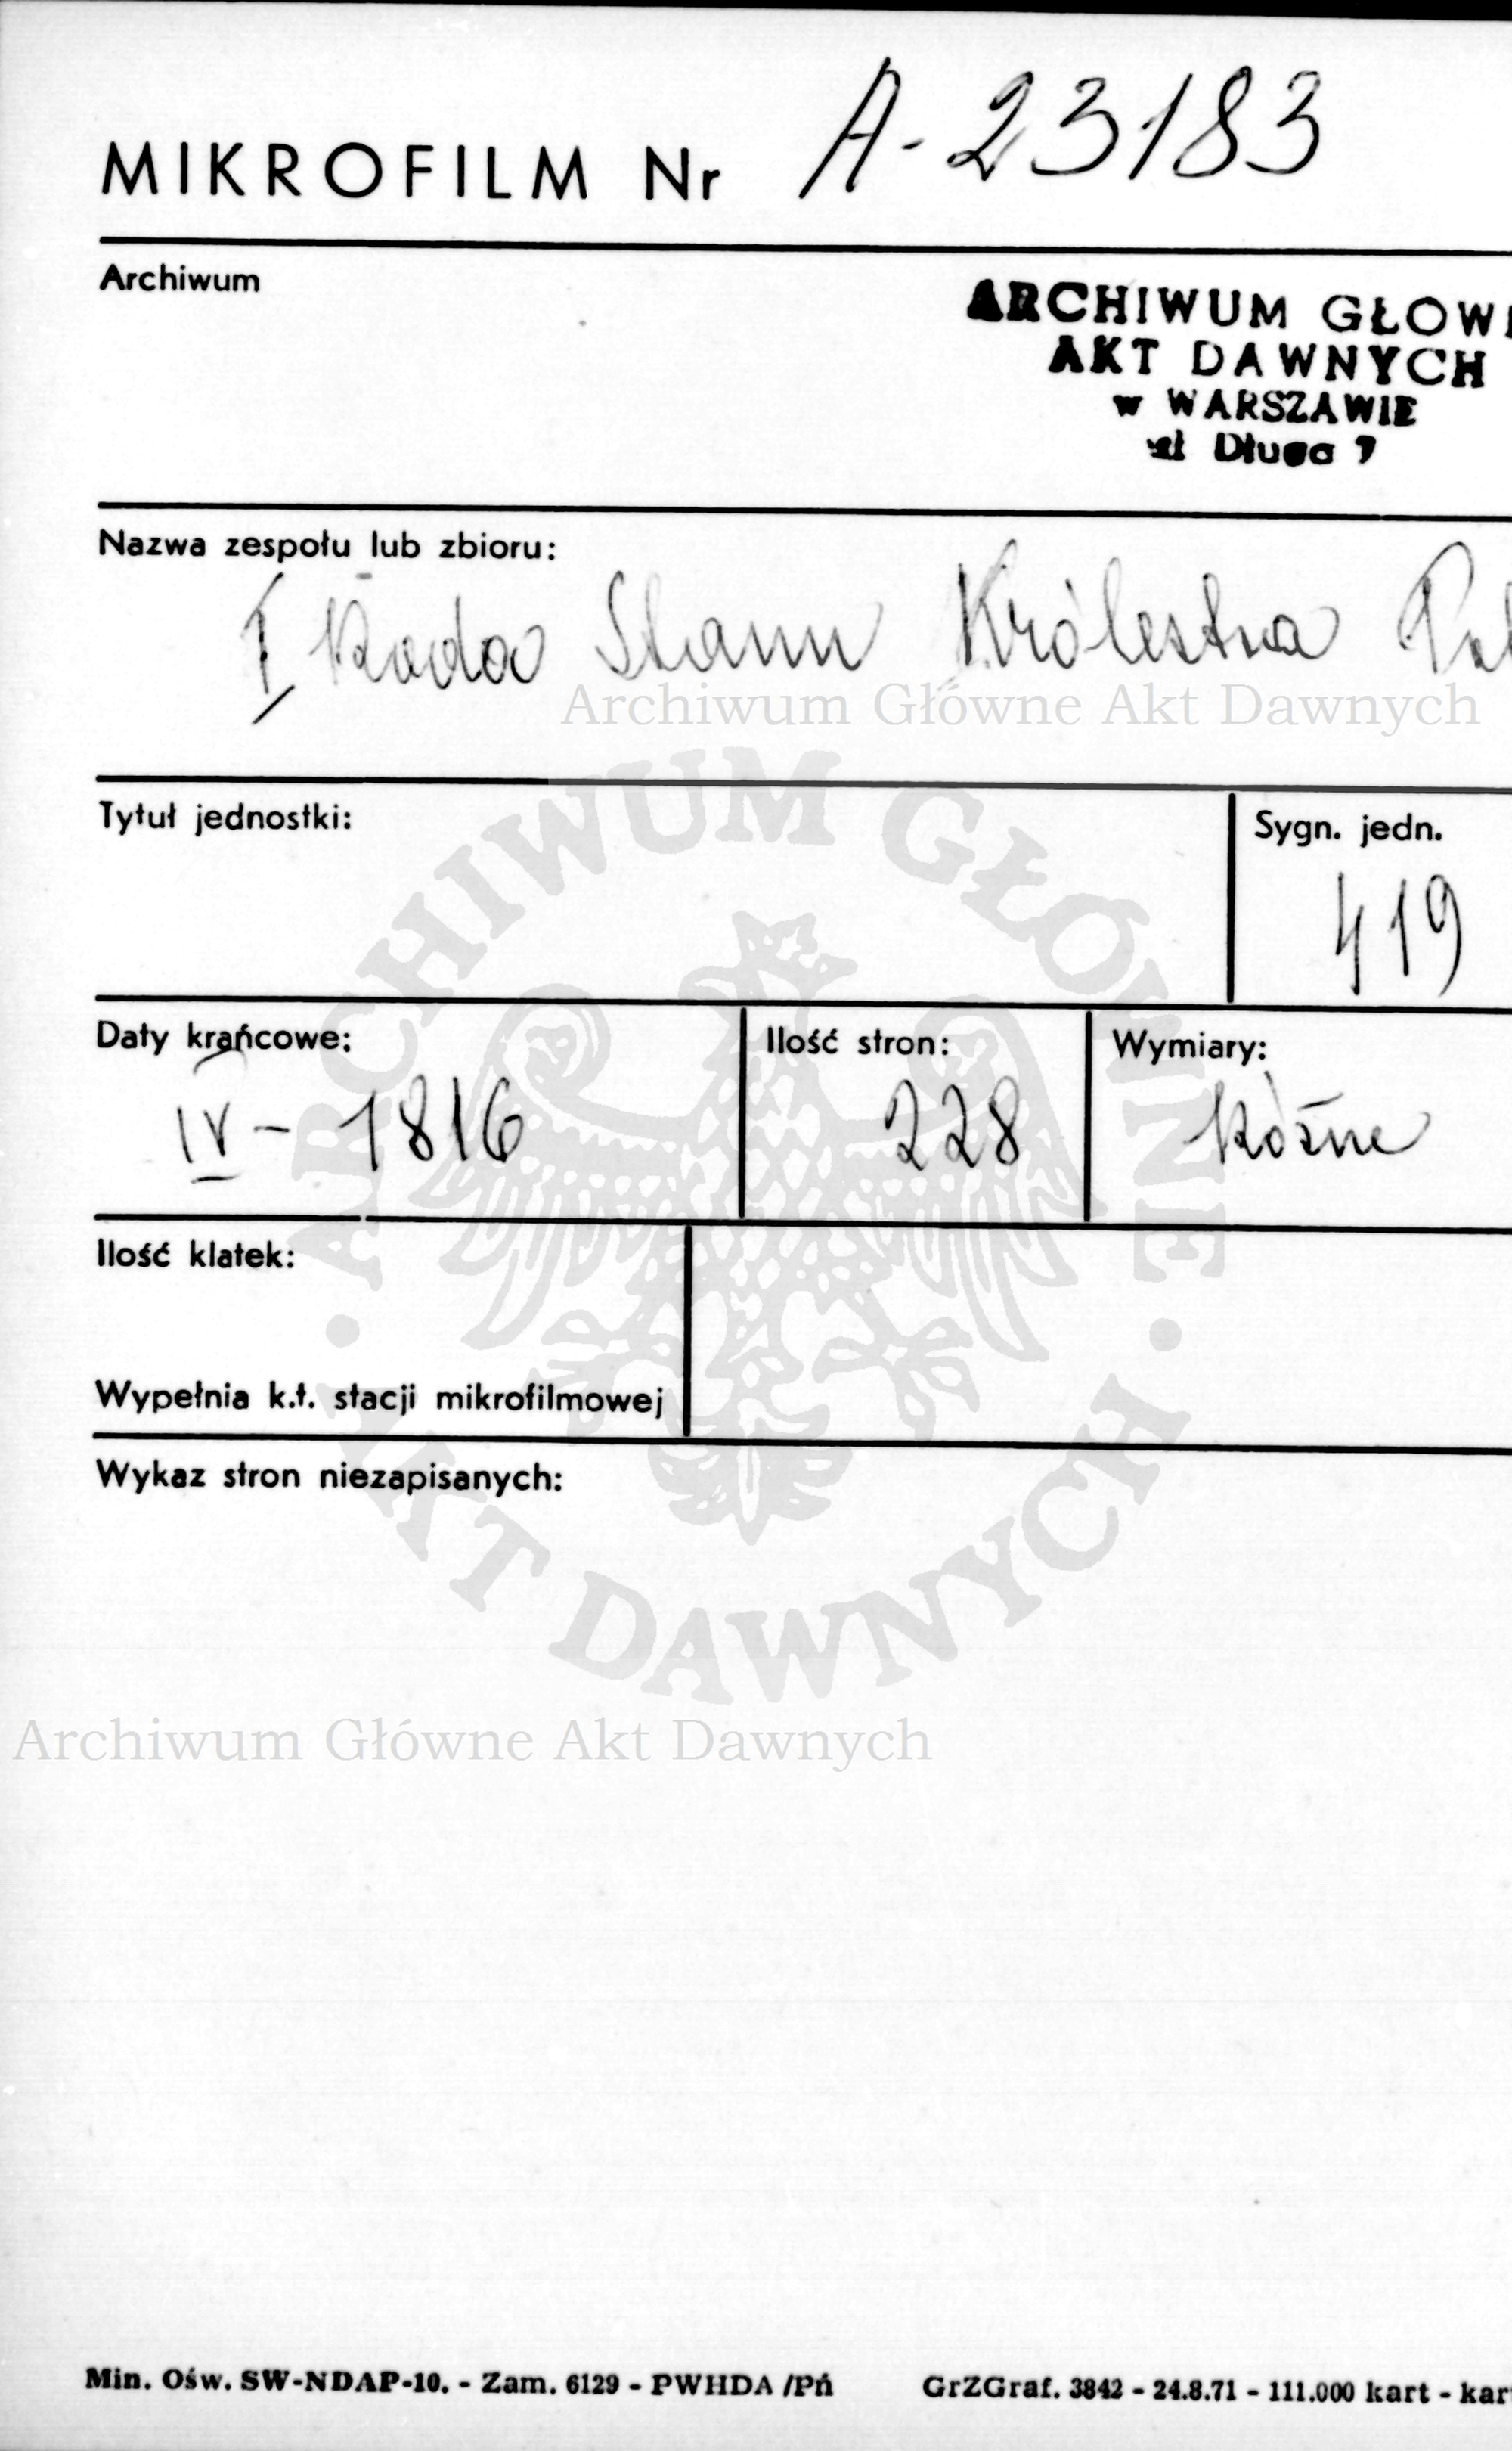 MIKROFILM Nr A-23183
Archiwum
ARCHIWUM GŁOW
AKT DAWNYCH
w WARSZAWIE
ul Długa 7
Nazwa zespołu lub zbioru:
I Rada Stanu Królestwa Pol
Archiwum Główne Akt Dawnych
Tytuł jednostki:
Sygn. jedn.
419
Daty krańcowe:
IV - 1816
Ilość stron:
228
Wymiary:
Różne
Ilość klatek:
Wypełnia k.t. stacji mikrofilmowej
Wykaz stron niezapisanych:
ARCHIWUM GŁÓWNE
AKT DAWNYCH
Archiwum Główne Akt Dawnych
Min. Ośw. SW-NDAP-10. - Zam. 6129 - PWHDA /Pń GrZGraf. 3842 - 24.8.71 - 111.000 kart - kar